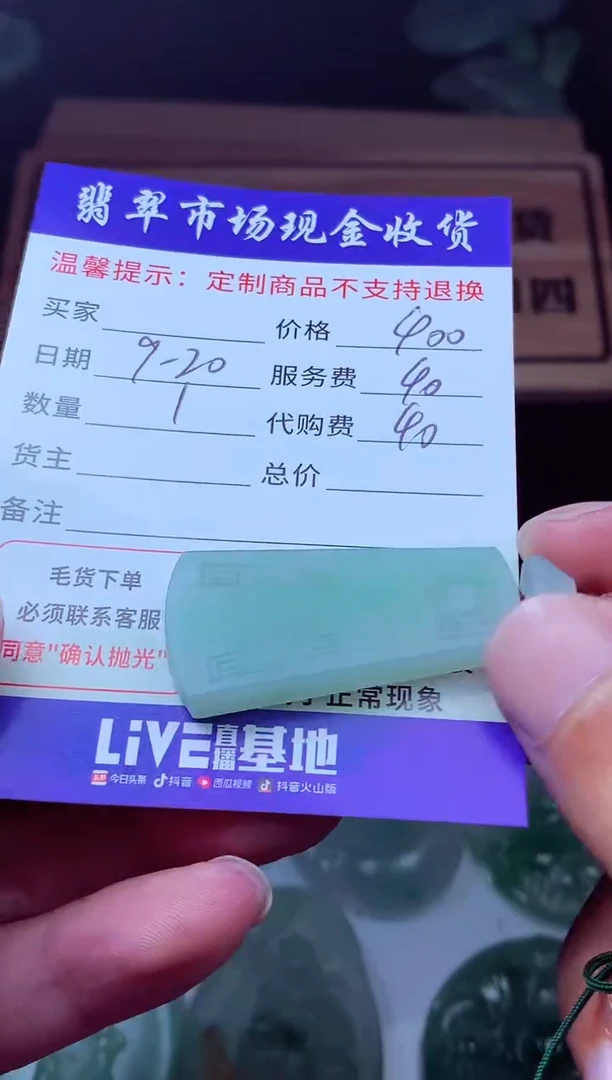 翡翠市场现金收货
温馨提示：定制商品不支持退换
买家 价格 400
日期 9-20 服务费 40
数量 1 代购费 40
货主 总价
备注
毛货下单
必须联系客服
同意"确认抛光"
正常现象
LiVE直播基地
今日头条 抖音 西瓜视频 抖音火山版
四